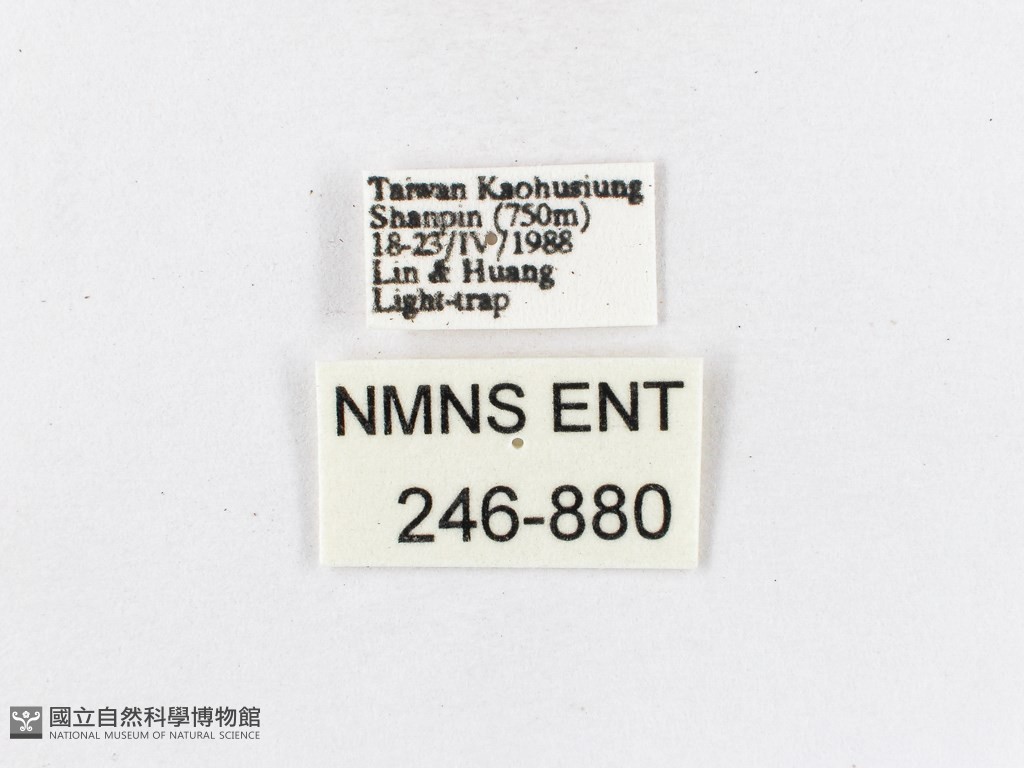 Taiwan Kaohusiung
Shanpin (750m)
18-23/IV/1988
Lin & Huang
Light-trap
NMNS ENT
246-880
國立自然科學博物館
NATIONAL MUSEUM OF NATURAL SCIENCE